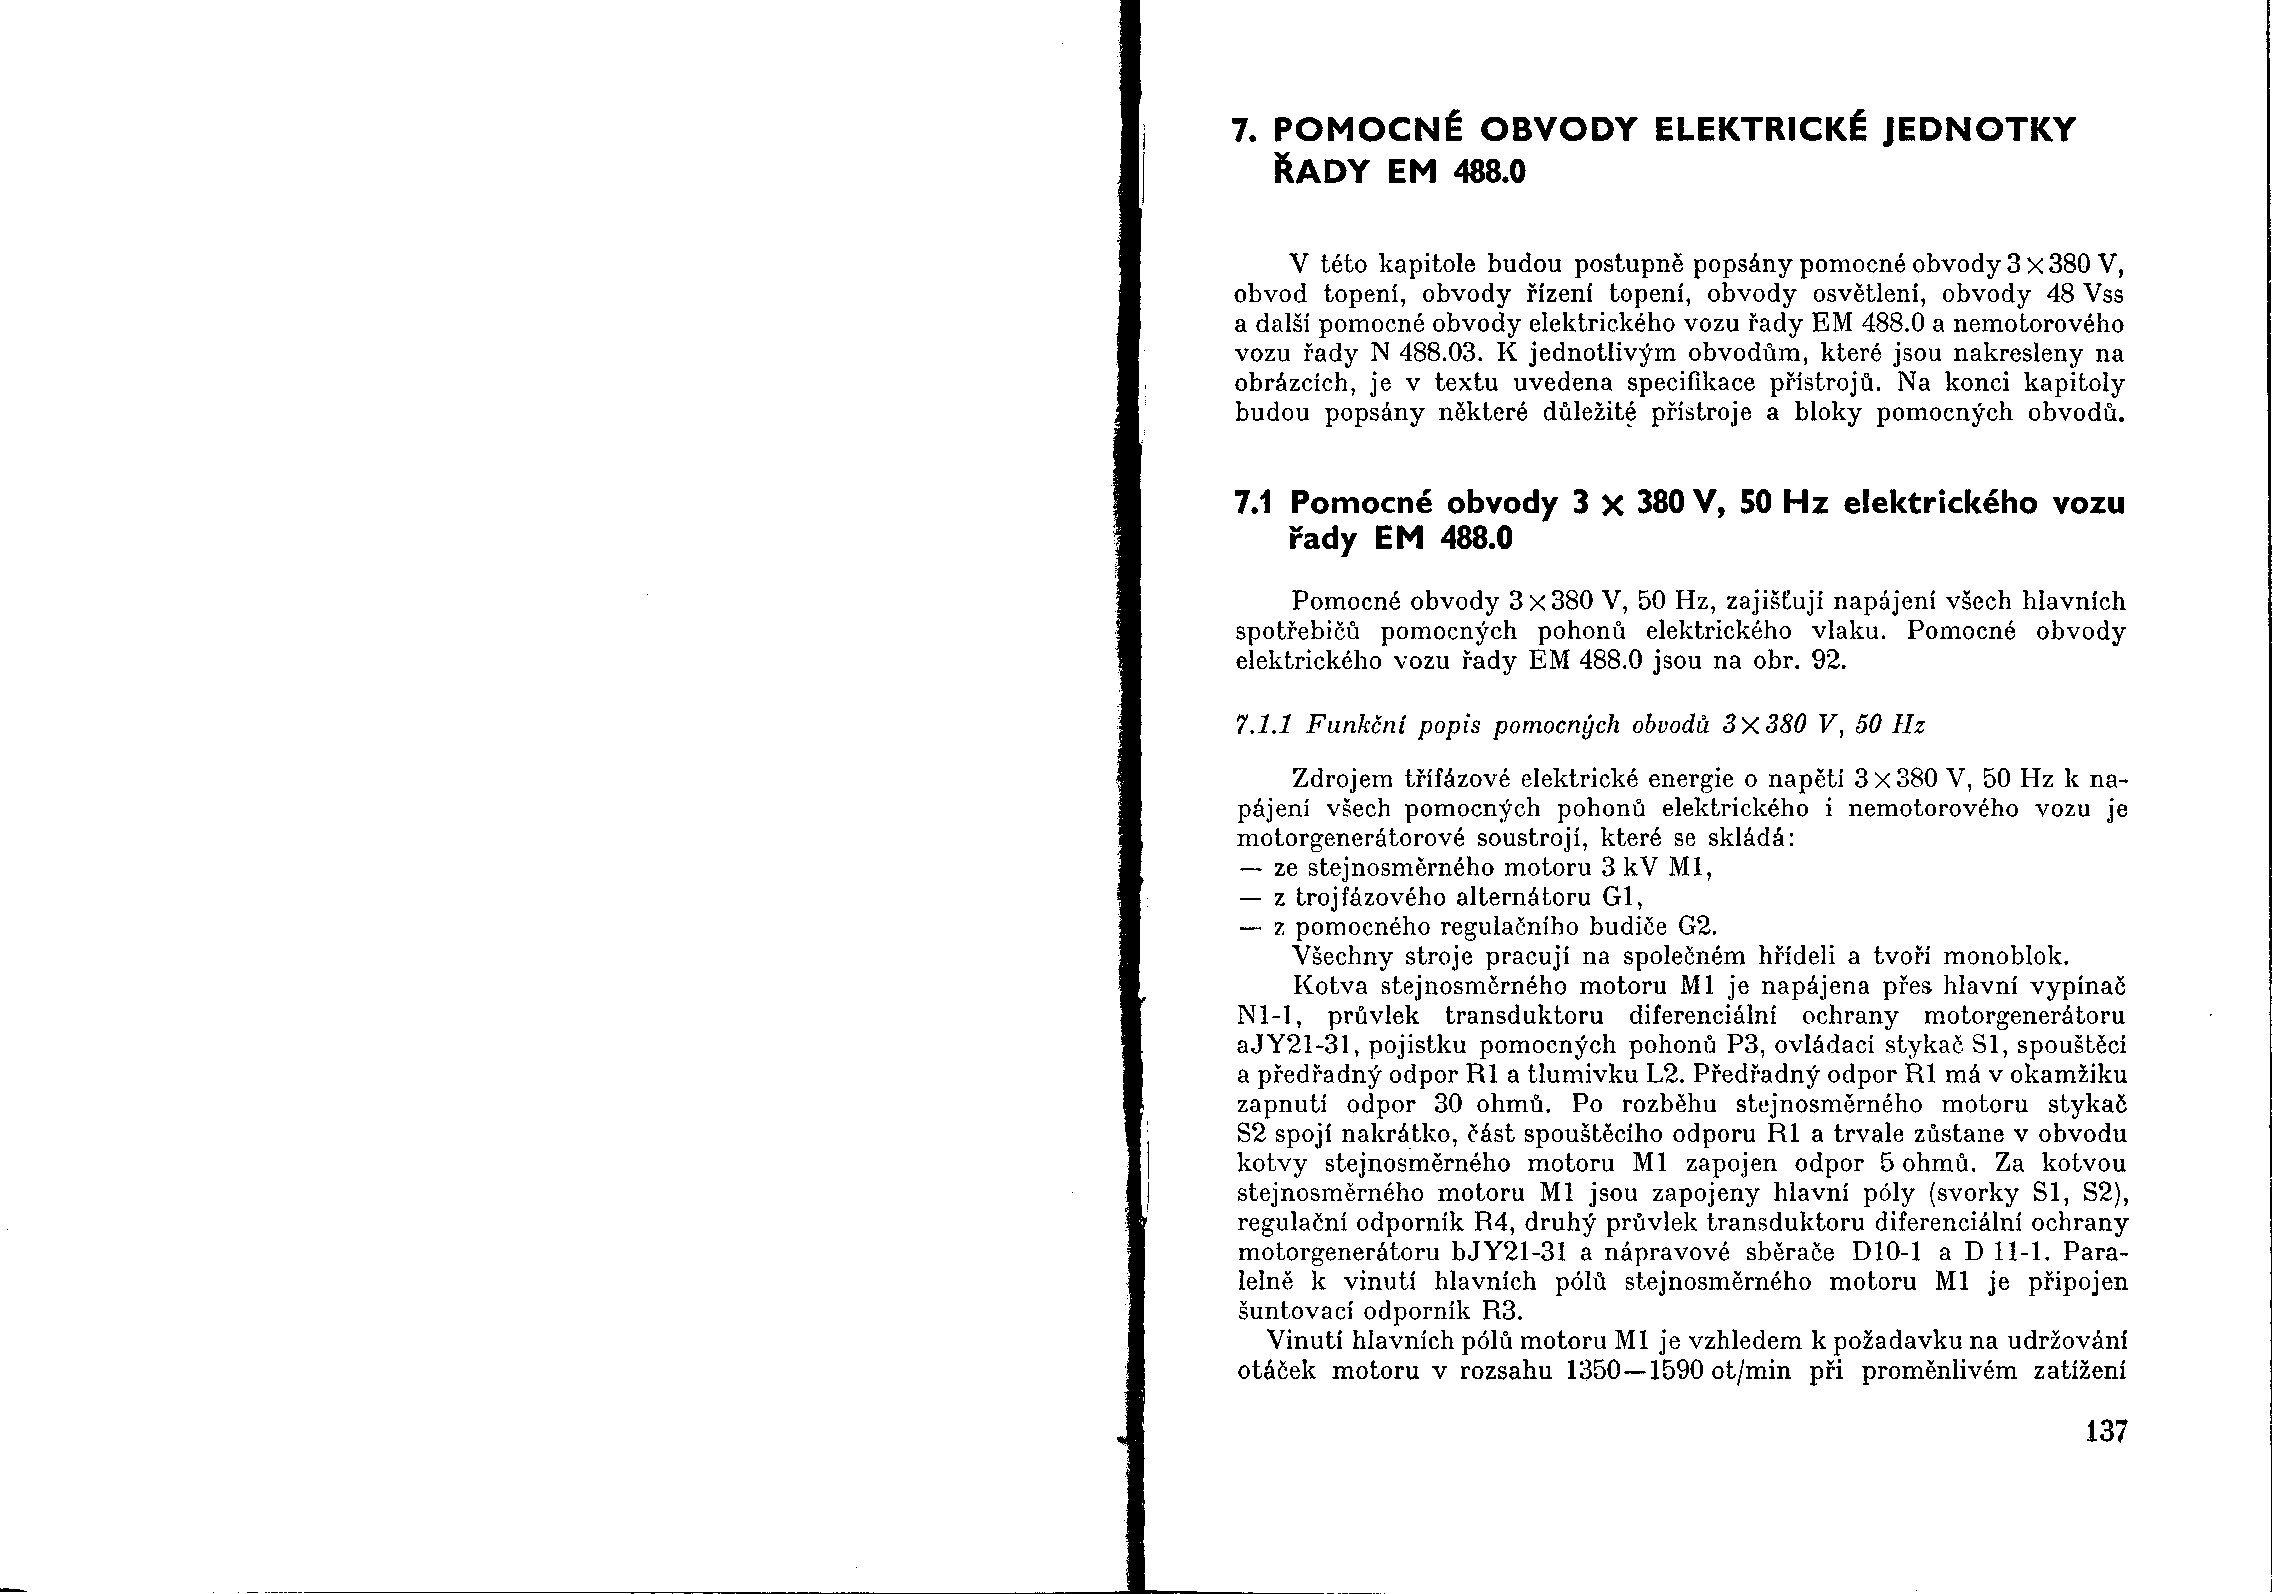 7. POMOCNÉ OBVODY ELEKTRICKÉ JEDNOTKY
ŘADY EM 488.0
V této kapitole budou postupně popsány pomocné obvody 3×380 V,
obvod topení, obvody řízení topení, obvody osvětlení, obvody 48 Vss
a další pomocné obvody elektrického vozu řady EM 488.0 a nemotorového
vozu řady N 488.03. K jednotlivým obvodům, které jsou nakresleny na
obrázcích, je v textu uvedena specifikace přístrojů. Na konci kapitoly
budou popsány některé důležité přístroje a bloky pomocných obvodů.
7.1 Pomocné obvody 3 × 380 V, 50 Hz elektrického vozu
řady EM 488.0
Pomocné obvody 3×380 V, 50 Hz, zajišťují napájení všech hlavních
spotřebičů pomocných pohonů elektrického vlaku. Pomocné obvody
elektrického vozu řady EM 488.0 jsou na obr. 92.
7.1.1 Funkční popis pomocných obvodů 3×380 V, 50 Hz
Zdrojem třífázové elektrické energie o napětí 3×380 V, 50 Hz k na-
pájení všech pomocných pohonů elektrického i nemotorového vozu je
motorgenerátorové soustrojí, které se skládá:
— ze stejnosměrného motoru 3 kV M1,
— z trojfázového alternátoru G1,
— z pomocného regulačního budiče G2.
Všechny stroje pracují na společném hřídeli a tvoří monoblok.
Kotva stejnosměrného motoru M1 je napájena přes hlavní vypínač
N1-1, průvlek transduktoru diferenciální ochrany motorgenerátoru
aJY21-31, pojistku pomocných pohonů P3, ovládací stykač S1, spouštěcí
a předřadný odpor R1 a tlumivku L2. Předřadný odpor R1 má v okamžiku
zapnutí odpor 30 ohmů. Po rozběhu stejnosměrného motoru stykač
S2 spojí nakrátko, část spouštěcího odporu R1 a trvale zůstane v obvodu
kotvy stejnosměrného motoru M1 zapojen odpor 5 ohmů. Za kotvou
stejnosměrného motoru M1 jsou zapojeny hlavní póly (svorky S1, S2),
regulační odporník R4, druhý průvlek transduktoru diferenciální ochrany
motorgenerátoru bJY21-31 a nápravové sběrače D10-1 a D 11-1. Para-
lelně k vinutí hlavních pólů stejnosměrného motoru M1 je připojen
šuntovací odporník R3.
Vinutí hlavních pólů motoru M1 je vzhledem k požadavku na udržování
otáček motoru v rozsahu 1350—1590 ot/min při proměnlivém zatížení
137